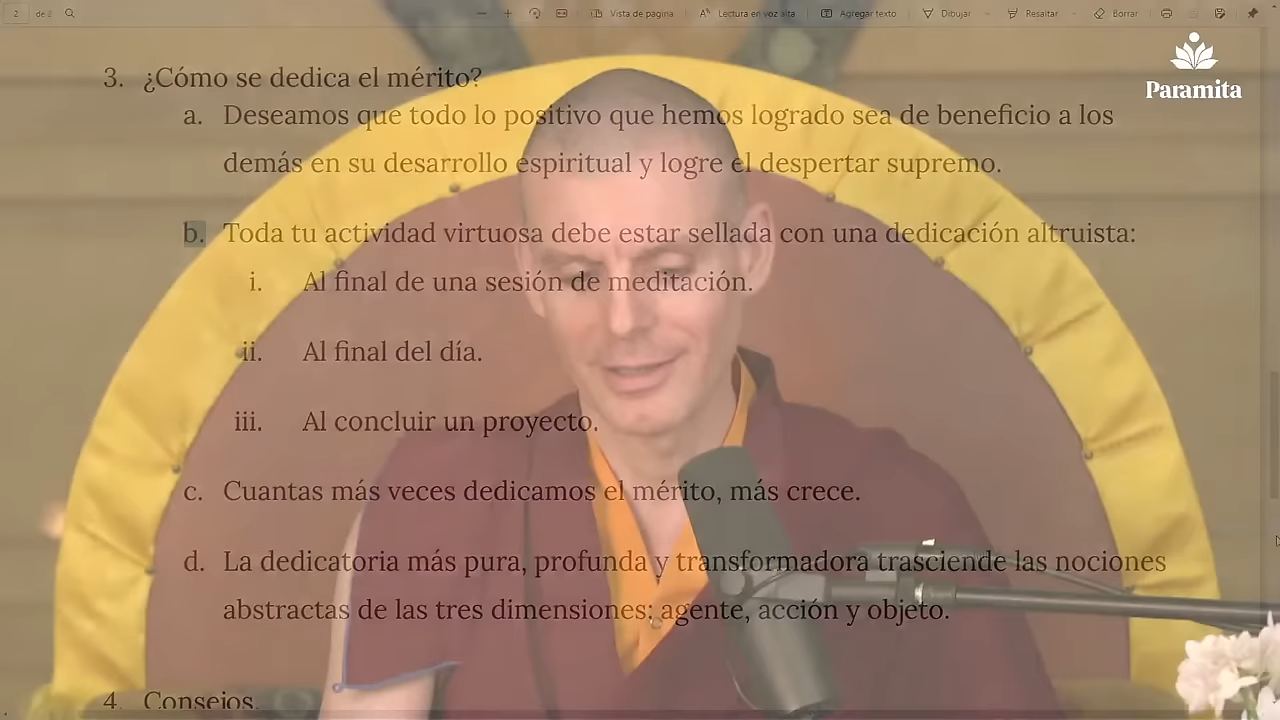 2 de 2 Vista de página Lectura en voz alta Agregar texto Dibujar Resaltar Borrar
Paramita
3. ¿Cómo se dedica el mérito?
a. Deseamos que todo lo positivo que hemos logrado sea de beneficio a los
demás en su desarrollo espiritual y logre el despertar supremo.
b. Toda tu actividad virtuosa debe estar sellada con una dedicación altruista:
i. Al final de una sesión de meditación.
ii. Al final del día.
iii. Al concluir un proyecto.
c. Cuantas más veces dedicamos el mérito, más crece.
d. La dedicatoria más pura, profunda y transformadora trasciende las nociones
abstractas de las tres dimensiones: agente, acción y objeto.
4. Consejos.